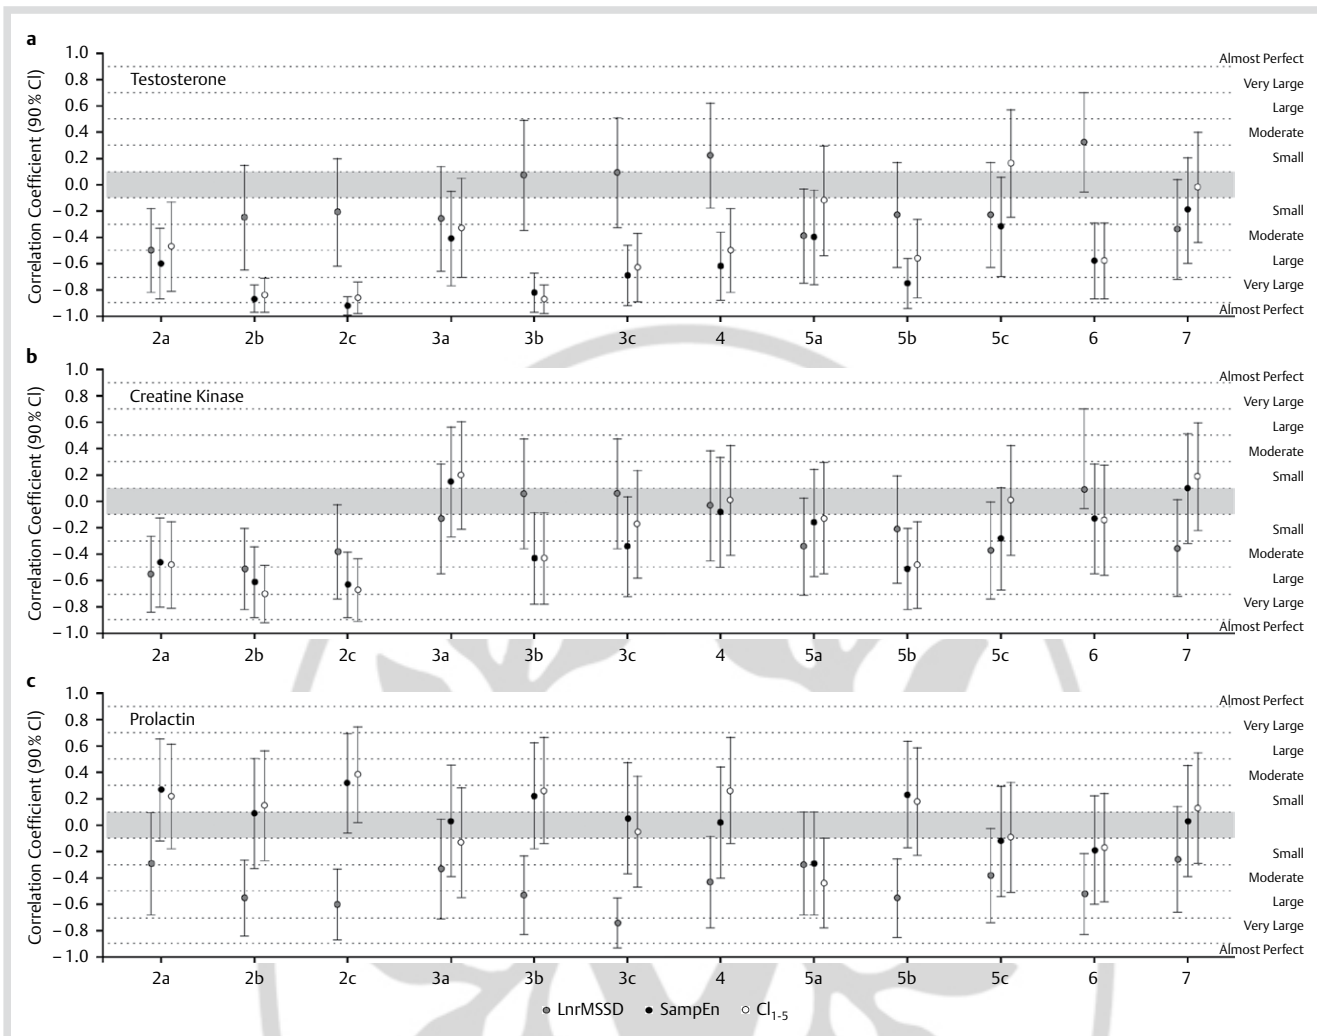 a
Correlation Coefficient (90% CI)
1.0
0.8
0.6
0.4
0.2
0.0
–0.2
–0.4
–0.6
–0.8
–1.0
Testosterone
Almost Perfect
Very Large
Large
Moderate
Small
Small
Moderate
Large
Very Large
Almost Perfect
2a 2b 2c 3a 3b 3c 4 5a 5b 5c 6 7
b
Correlation Coefficient (90% CI)
1.0
0.8
0.6
0.4
0.2
0.0
–0.2
–0.4
–0.6
–0.8
–1.0
Creatine Kinase
Almost Perfect
Very Large
Large
Moderate
Small
Small
Moderate
Large
Very Large
Almost Perfect
2a 2b 2c 3a 3b 3c 4 5a 5b 5c 6 7
c
Correlation Coefficient (90% CI)
1.0
0.8
0.6
0.4
0.2
0.0
–0.2
–0.4
–0.6
–0.8
–1.0
Prolactin
Almost Perfect
Very Large
Large
Moderate
Small
Small
Moderate
Large
Very Large
Almost Perfect
2a 2b 2c 3a 3b 3c 4 5a 5b 5c 6 7
LnrMSSD SampEn CI1-5